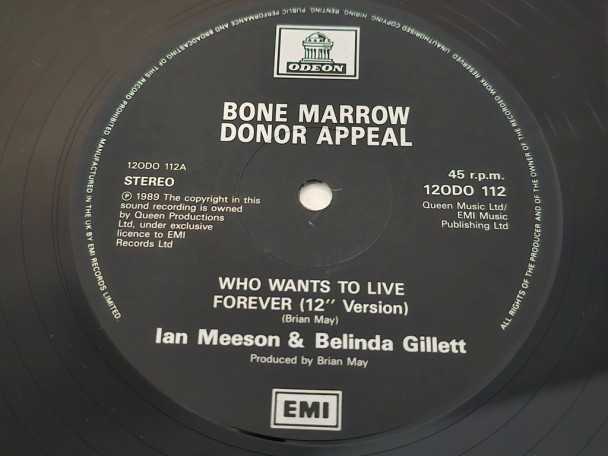 ODEON
BONE MARROW
DONOR APPEAL
12ODO 112A
STEREO
℗ 1989 The copyright in this
sound recording is owned
by Queen Productions
Ltd, under exclusive
licence to EMI
Records Ltd
45 r.p.m.
12ODO 112
Queen Music Ltd/
EMI Music
Publishing Ltd
WHO WANTS TO LIVE
FOREVER (12" Version)
(Brian May)
Ian Meeson & Belinda Gillett
Produced by Brian May
EMI
ALL RIGHTS OF THE PRODUCER AND OF THE OWNER OF THE RECORDED WORK RESERVED. UNAUTHORISED COPYING, HIRING, RENTING, PUBLIC PERFORMANCE AND BROADCASTING OF THIS RECORD PROHIBITED. MANUFACTURED IN THE UK BY EMI RECORDS LIMITED.